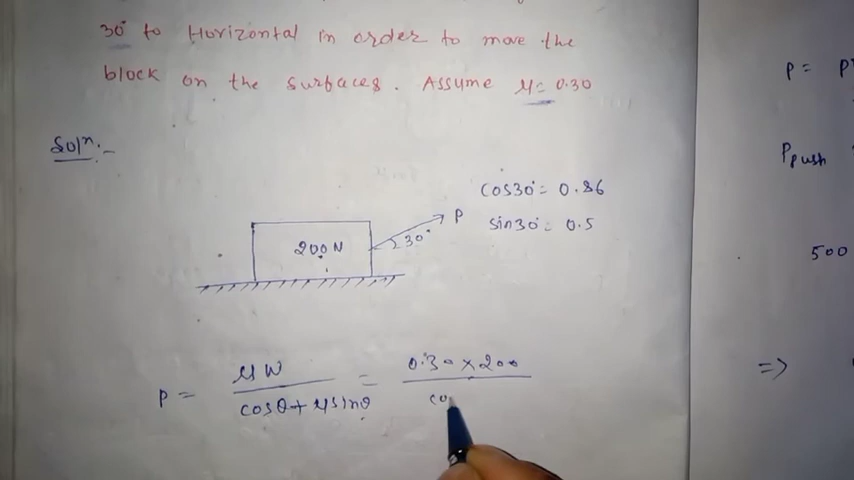 30° to Horizontal in order to move the
block on the surfaces. Assume μ = 0.30
Solⁿ:-
cos30° = 0.86
sin30° = 0.5
P
30°
200 N
P = μW / cosθ + μsinθ = 0.30 × 200 / co
P =
P push
500
=>